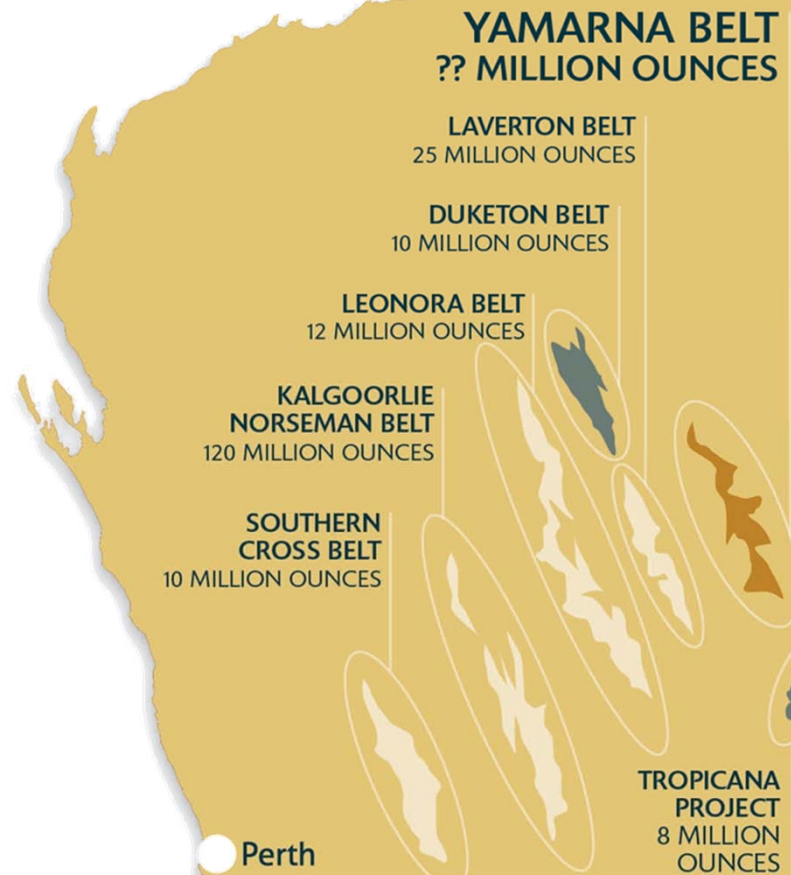 YAMARNA BELT
?? MILLION OUNCES
LAVERTON BELT
25 MILLION OUNCES
DUKETON BELT
10 MILLION OUNCES
LEONORA BELT
12 MILLION OUNCES
KALGOORLIE
NORSEMAN BELT
120 MILLION OUNCES
SOUTHERN
CROSS BELT
10 MILLION OUNCES
TROPICANA
PROJECT
8 MILLION
OUNCES
Perth